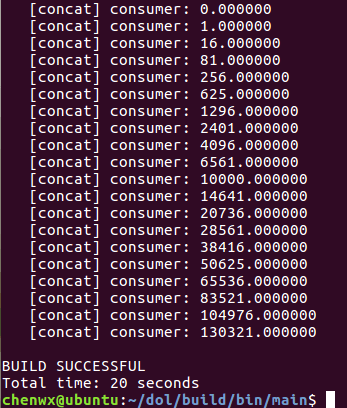 [concat] consumer: 0.000000
[concat] consumer: 1.000000
[concat] consumer: 16.000000
[concat] consumer: 81.000000
[concat] consumer: 256.000000
[concat] consumer: 625.000000
[concat] consumer: 1296.000000
[concat] consumer: 2401.000000
[concat] consumer: 4096.000000
[concat] consumer: 6561.000000
[concat] consumer: 10000.000000
[concat] consumer: 14641.000000
[concat] consumer: 20736.000000
[concat] consumer: 28561.000000
[concat] consumer: 38416.000000
[concat] consumer: 50625.000000
[concat] consumer: 65536.000000
[concat] consumer: 83521.000000
[concat] consumer: 104976.000000
[concat] consumer: 130321.000000
BUILD SUCCESSFUL
Total time: 20 seconds
chenwx@ubuntu:~/dol/build/bin/main$